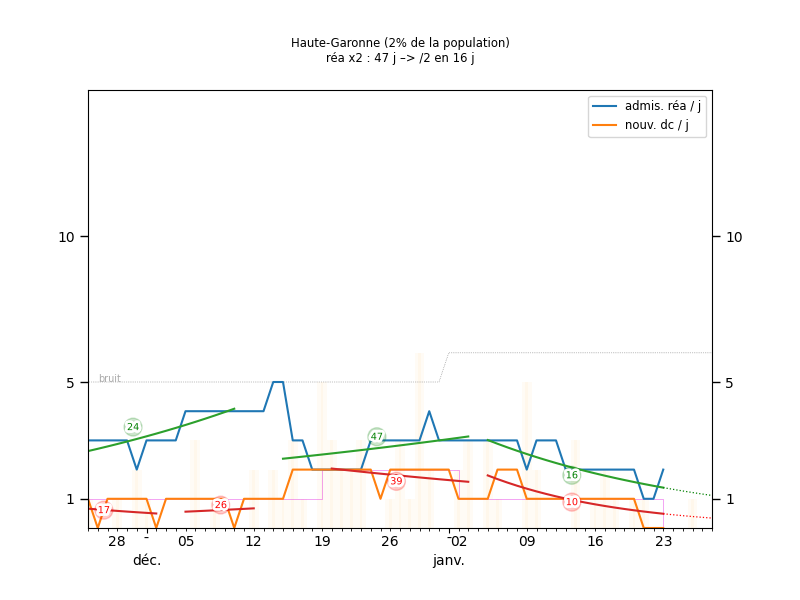 Haute-Garonne (2% de la population)
réa x2 : 47 j –> /2 en 16 j
admis. réa / j
nouv. dc / j
10 10
bruit
5 5
24
47
16
39
17
26
10
1 1
28 - 05 12 19 26 - 02 09 16 23
déc. janv.